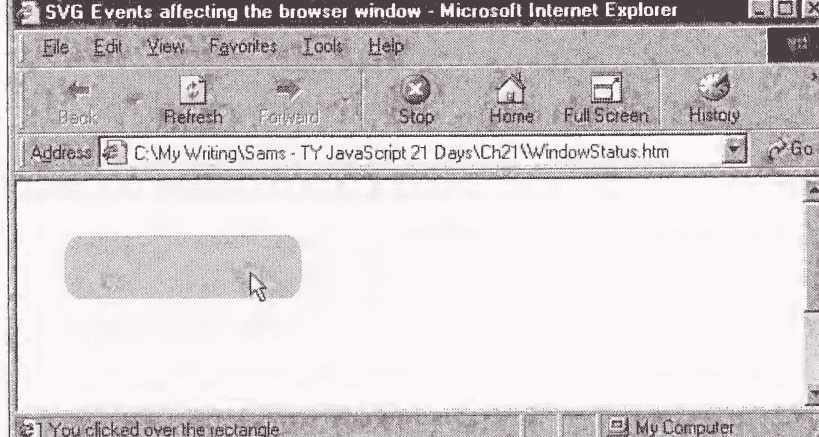 SVG Events affecting the browser window - Microsoft Internet Explorer
File Edit View Favorites Tools Help
Back Refresh Forward Stop Home Full Screen History
Address C:\My Writing\Sams - TY JavaScript 21 Days\Ch21\WindowStatus.htm Go
You clicked over the rectangle My Computer